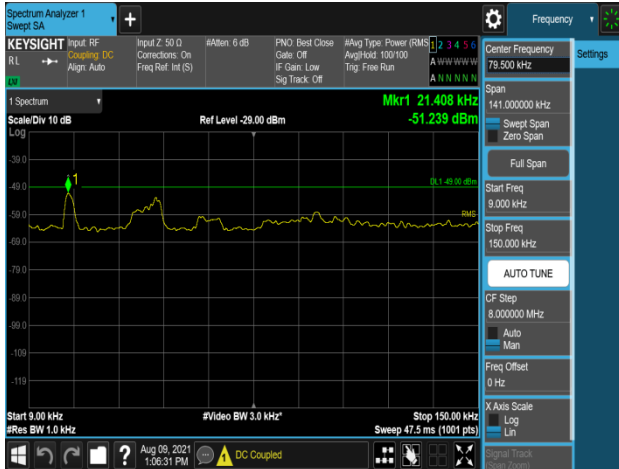 Spectrum Analyzer 1
Swept SA
+
Frequency
KEYSIGHT
RL
LU
Input: RF
Coupling: DC
Align: Auto
Input Z: 50 Ω
Corrections: On
Freq Ref: Int (S)
#Atten: 6 dB
PNO: Best Close
Gate: Off
IF Gain: Low
Sig Track: Off
#Avg Type: Power (RMS
Avg|Hold: 100/100
Trig: Free Run
1 2 3 4 5 6
A W W W W W
A N N N N N
Center Frequency
79.500 kHz
Settings
1 Spectrum
Scale/Div 10 dB
Log
Ref Level -29.00 dBm
Mkr1 21.408 kHz
-51.239 dBm
Span
141.000000 kHz
Swept Span
Zero Span
Full Span
Start Freq
9.000 kHz
Stop Freq
150.000 kHz
AUTO TUNE
CF Step
8.000000 MHz
Auto
Man
Freq Offset
0 Hz
X Axis Scale
Log
Lin
Signal Track
(Span Zoom)
-39.0
-49.0
-59.0
-69.0
-79.0
-89.0
-99.0
-109
-119
1
DL1 -49.00 dBm
RMS
Start 9.00 kHz
#Res BW 1.0 kHz
#Video BW 3.0 kHz*
Stop 150.00 kHz
Sweep 47.5 ms (1001 pts)
?
Aug 09, 2021
1:06:31 PM
DC Coupled